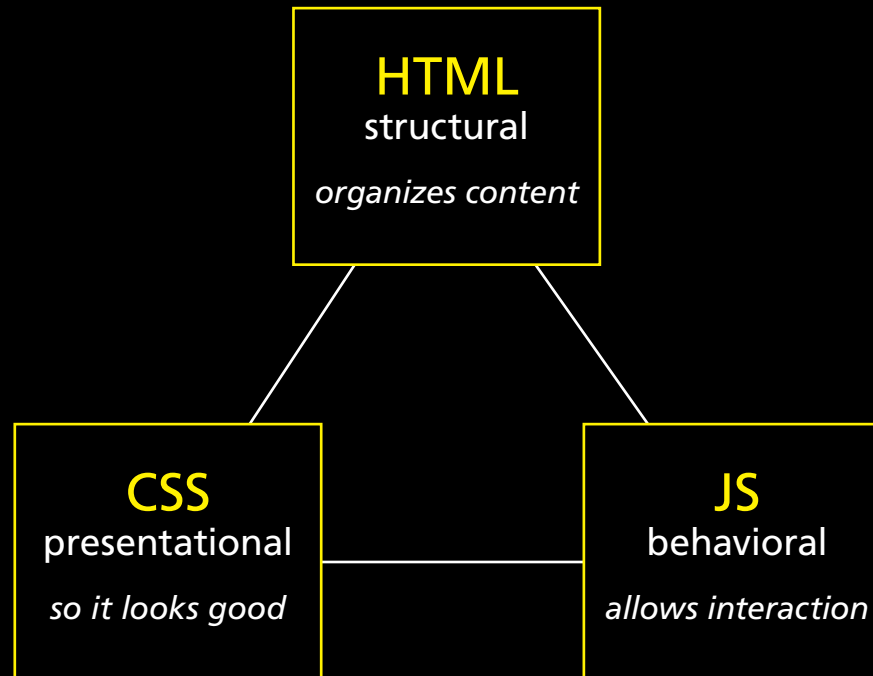 HTML
structural
organizes content
CSS
presentational
so it looks good
JS
behavioral
allows interaction